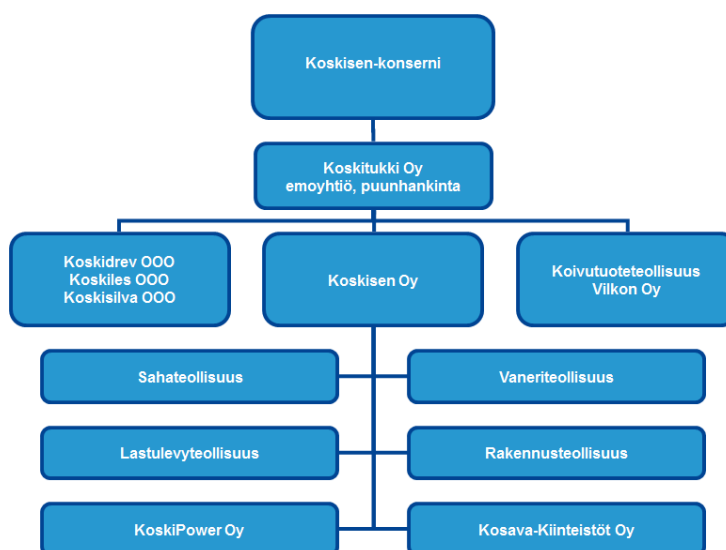 Koskisen-konserni
Koskitukki Oy
emoyhtiö, puunhankinta
Koskidrev OOO
Koskiles OOO
Koskisilva OOO
Koskisen Oy
Koivutuoteteollisuus
Vilkon Oy
Sahateollisuus
Vaneriteollisuus
Lastulevyteollisuus
Rakennusteollisuus
KoskiPower Oy
Kosava-Kiinteistöt Oy